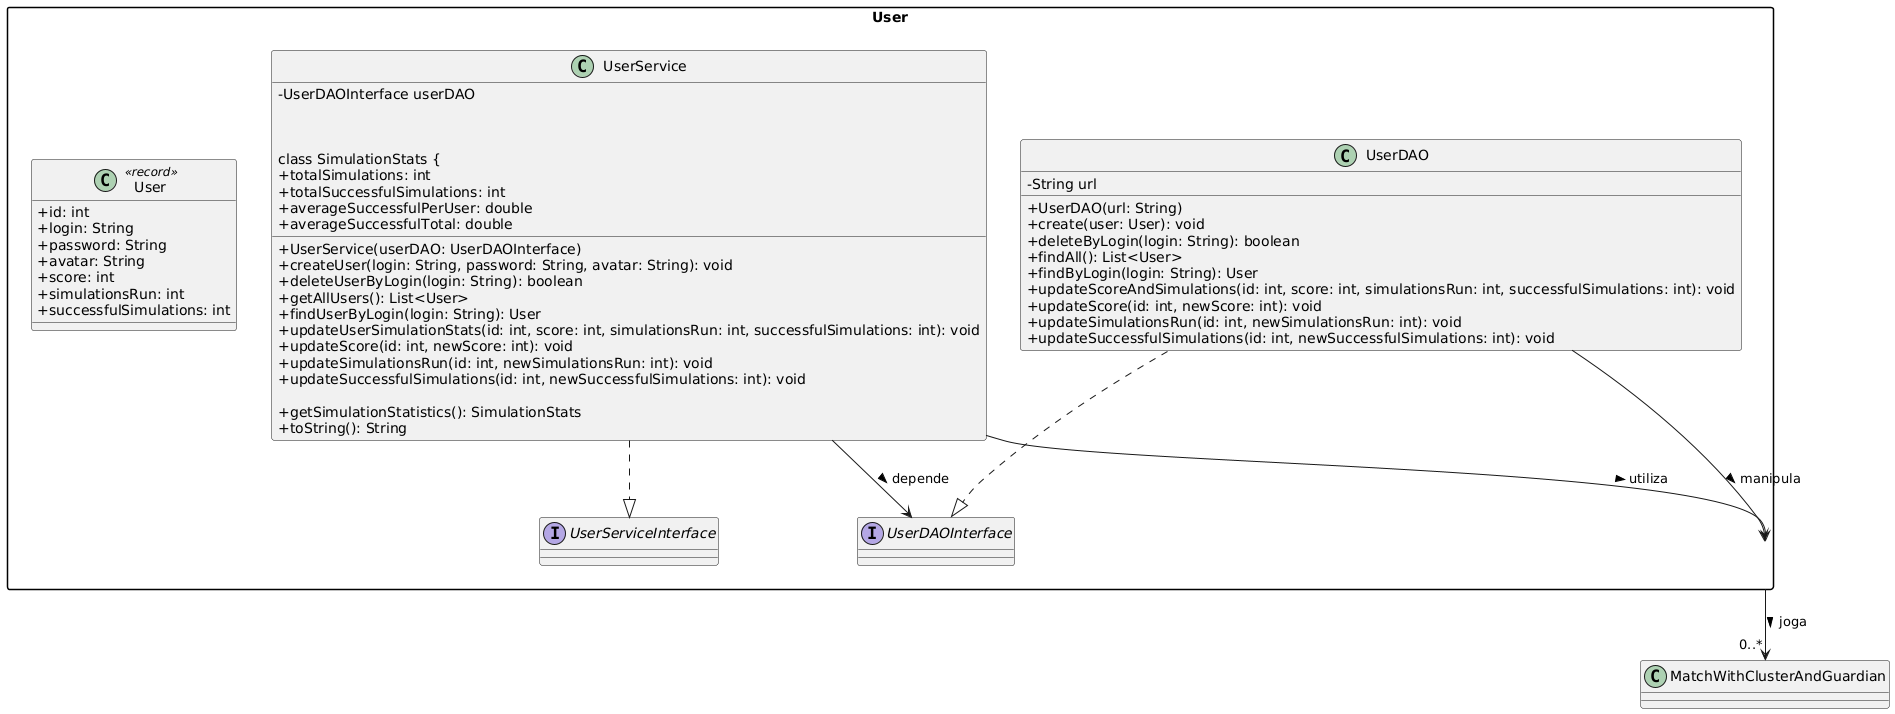 User
C UserService
-UserDAOInterface userDAO
class SimulationStats {
+totalSimulations: int
+totalSuccessfulSimulations: int
+averageSuccessfulPerUser: double
+averageSuccessfulTotal: double
+UserService(userDAO: UserDAOInterface)
+createUser(login: String, password: String, avatar: String): void
+deleteUserByLogin(login: String): boolean
+getAllUsers(): List<User>
+findUserByLogin(login: String): User
+updateUserSimulationStats(id: int, score: int, simulationsRun: int, successfulSimulations: int): void
+updateScore(id: int, newScore: int): void
+updateSimulationsRun(id: int, newSimulationsRun: int): void
+updateSuccessfulSimulations(id: int, newSuccessfulSimulations: int): void
+getSimulationStatistics(): SimulationStats
+toString(): String
C UserDAO
-String url
+UserDAO(url: String)
+create(user: User): void
+deleteByLogin(login: String): boolean
+findAll(): List<User>
+findByLogin(login: String): User
+updateScoreAndSimulations(id: int, score: int, simulationsRun: int, successfulSimulations: int): void
+updateScore(id: int, newScore: int): void
+updateSimulationsRun(id: int, newSimulationsRun: int): void
+updateSuccessfulSimulations(id: int, newSuccessfulSimulations: int): void
C «record»
User
+id: int
+login: String
+password: String
+avatar: String
+score: int
+simulationsRun: int
+successfulSimulations: int
depende
utiliza
manipula
I UserServiceInterface
I UserDAOInterface
joga
0..*
C MatchWithClusterAndGuardian